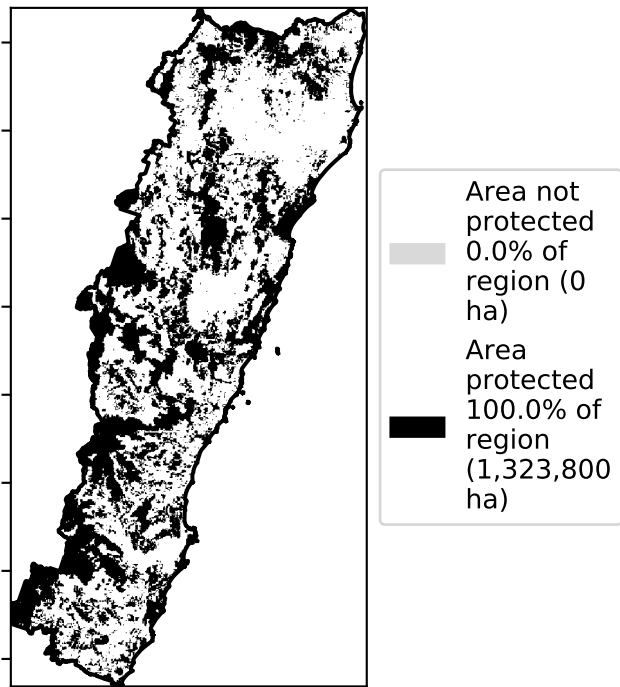 Area not
protected
0.0% of
region (0
ha)
Area
protected
100.0% of
region
(1,323,800
ha)